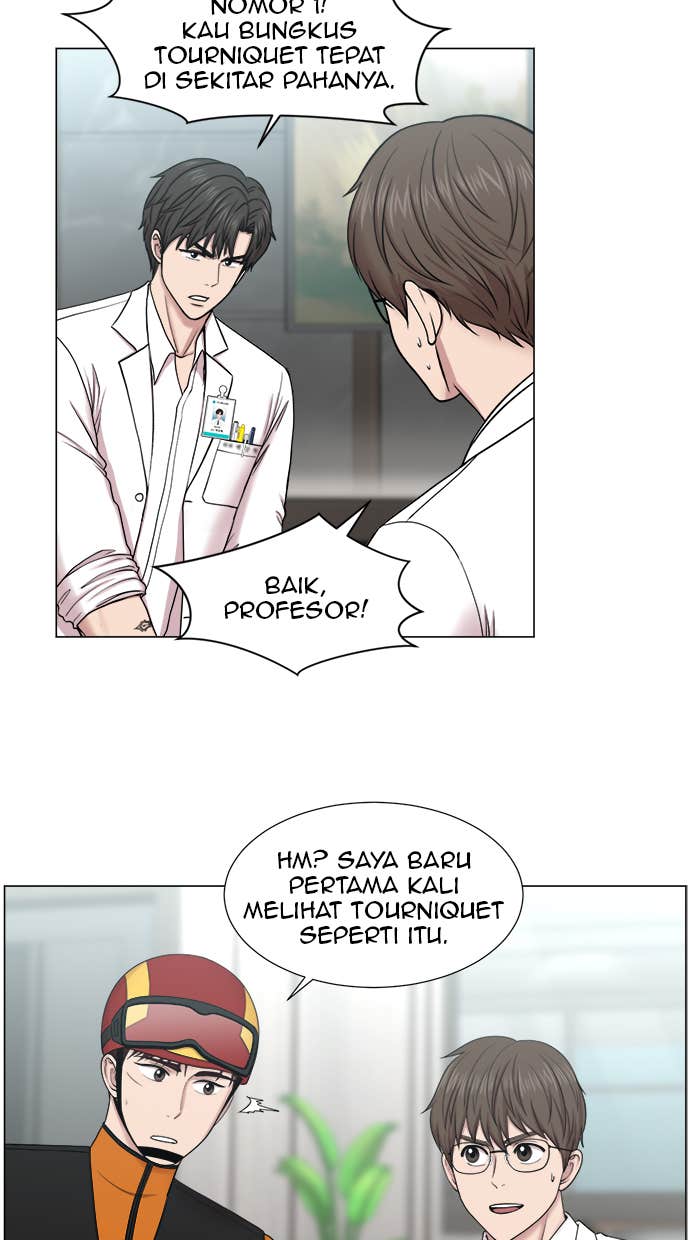 NOMOR 1!
KAU BUNGKUS
TOURNIQUET TEPAT
DI SEKITAR PAHANYA.
BAIK,
PROFESOR!
HM? SAYA BARU
PERTAMA KALI
MELIHAT TOURNIQUET
SEPERTI ITU.